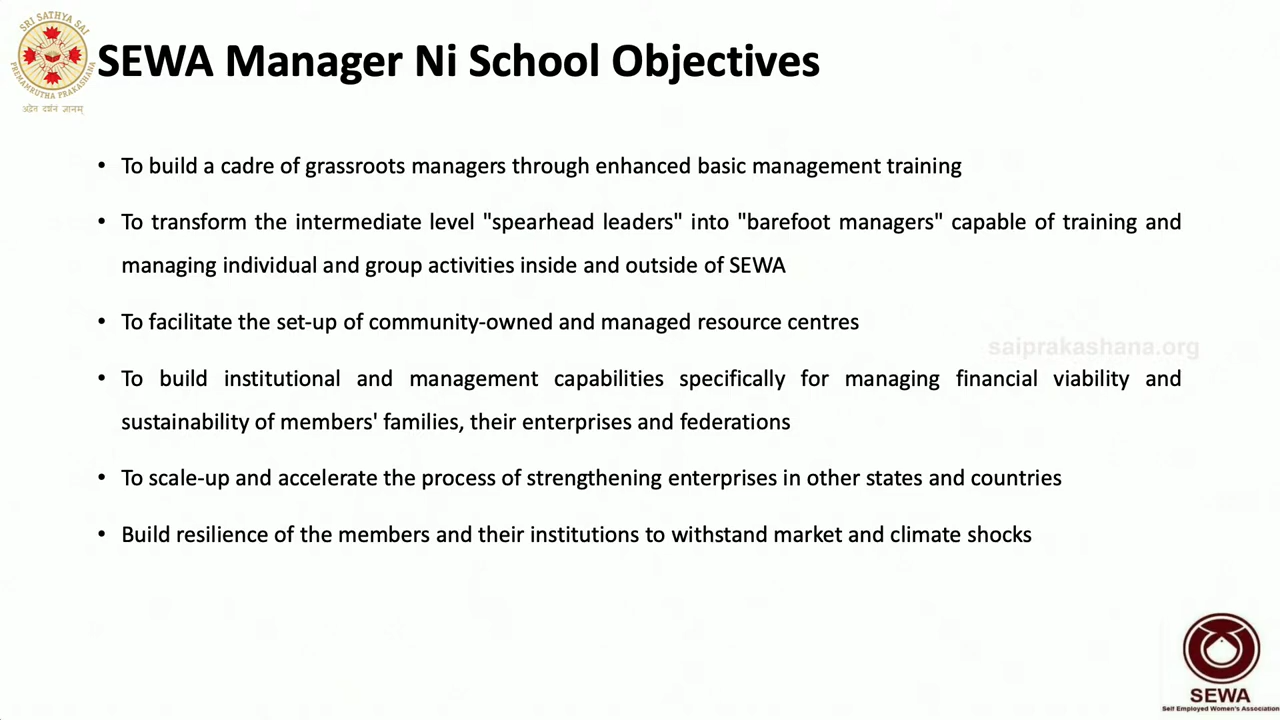 SRI SATHYA SAI
PREMAMRUTHA PRAKASHANA
अद्वैत दर्शन ज्ञानम्
SEWA Manager Ni School Objectives
• To build a cadre of grassroots managers through enhanced basic management training
• To transform the intermediate level "spearhead leaders" into "barefoot managers" capable of training and
managing individual and group activities inside and outside of SEWA
• To facilitate the set-up of community-owned and managed resource centres
saiprakashana.org
• To build institutional and management capabilities specifically for managing financial viability and
sustainability of members' families, their enterprises and federations
• To scale-up and accelerate the process of strengthening enterprises in other states and countries
• Build resilience of the members and their institutions to withstand market and climate shocks
SEWA
Self Employed Women's Association